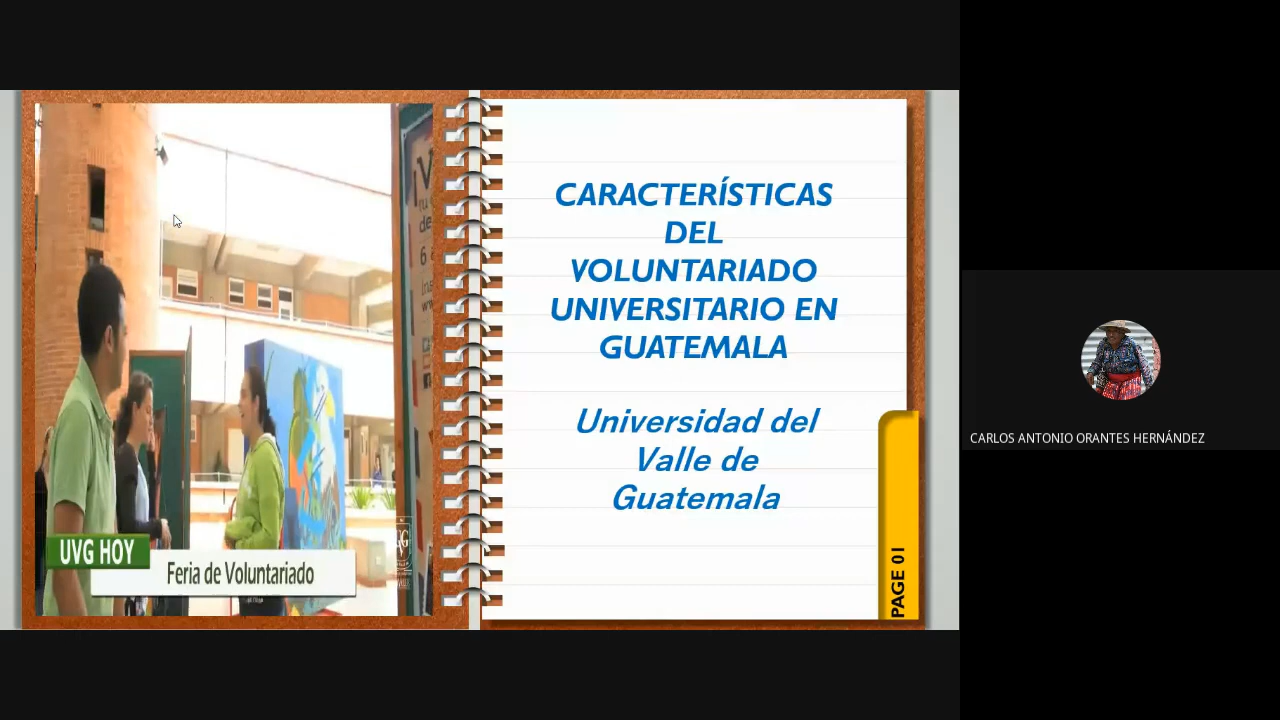 UVG HOY
Feria de Voluntariado
CARACTERÍSTICAS
DEL
VOLUNTARIADO
UNIVERSITARIO EN
GUATEMALA
Universidad del
Valle de
Guatemala
PAGE 01
CARLOS ANTONIO ORANTES HERNÁNDEZ